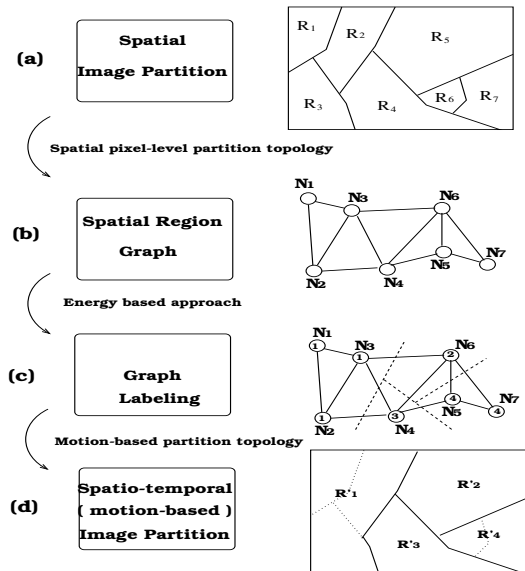 (a)
Spatial
Image Partition
R1
R2
R5
R3
R4
R6
R7
Spatial pixel-level partition topology
(b)
Spatial Region
Graph
N1
N3
N6
N2
N4
N5
N7
Energy based approach
(c)
Graph
Labeling
N1
1
N3
1
N6
2
1
N2
3
N4
4
N5
4
N7
Motion-based partition topology
(d)
Spatio-temporal
( motion-based )
Image Partition
R'1
R'2
R'3
R'4